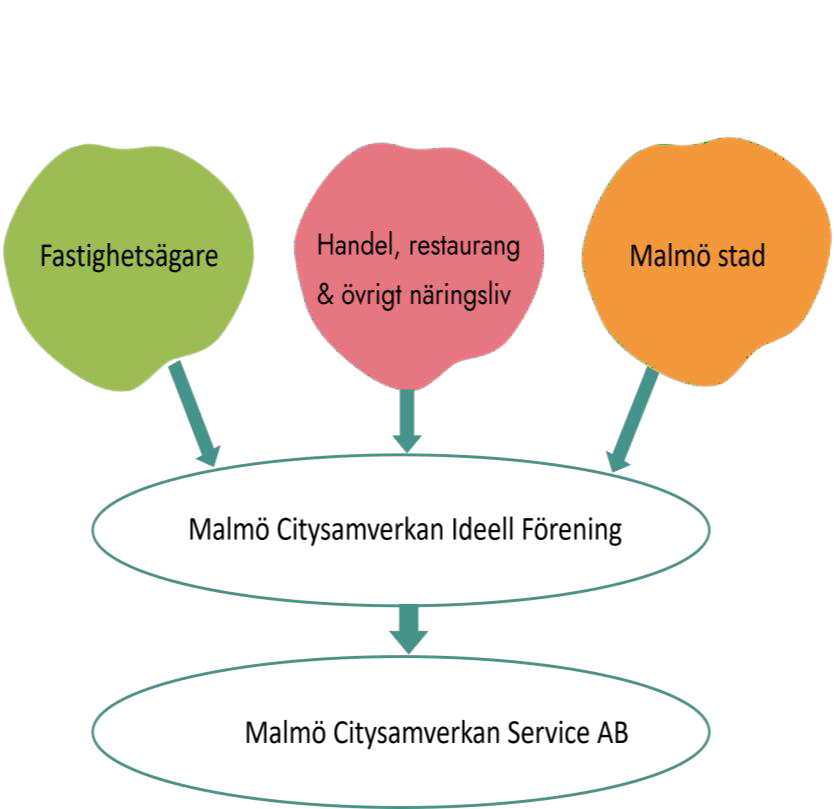 Fastighetsägare
Handel, restaurang
& övrigt näringsliv
Malmö stad
Malmö Citysamverkan Ideell Förening
Malmö Citysamverkan Service AB